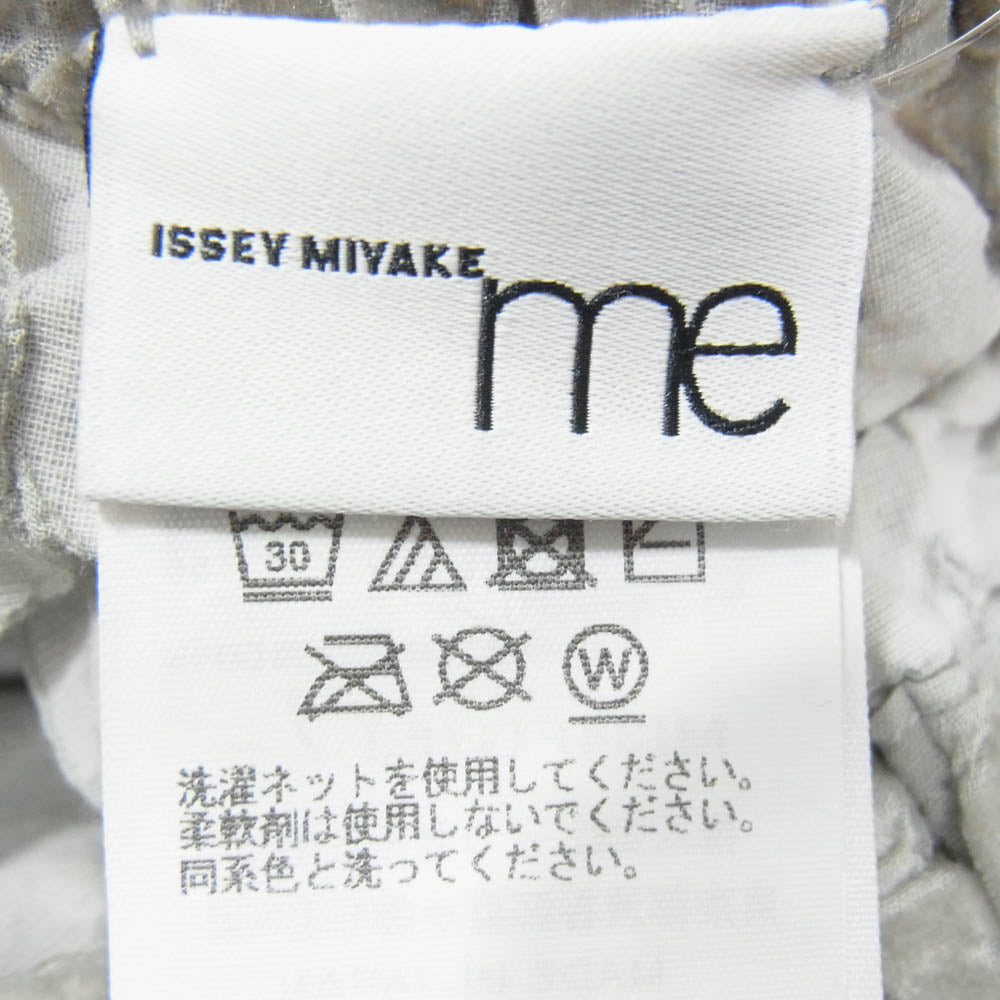 ISSEY MIYAKE
me
30
W
洗濯ネットを使用してください。
柔軟剤は使用しないでください。
同系色と洗ってください。